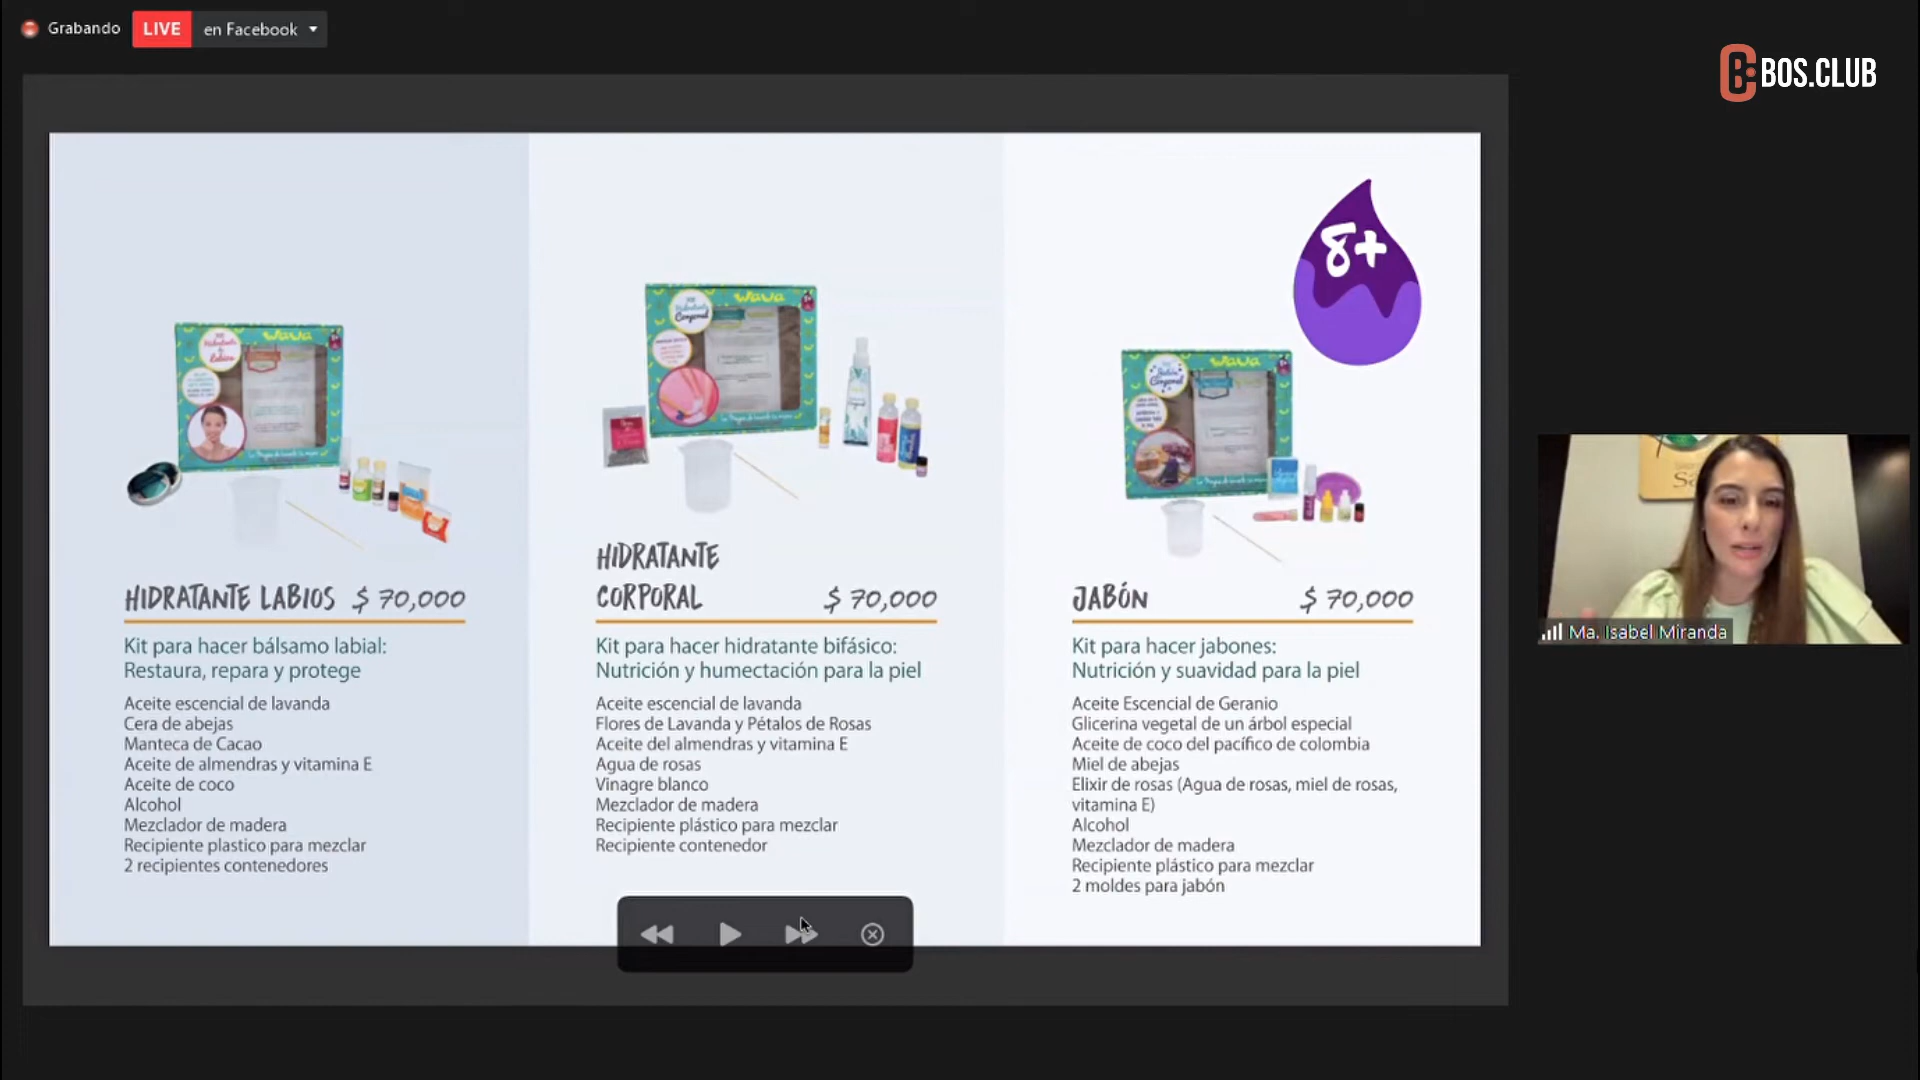 Grabando
LIVE
en Facebook
BOS.CLUB
8+
WaWa
WaWa
WaWa
HIDRATANTE LABIOS $ 70,000
Kit para hacer bálsamo labial:
Restaura, repara y protege
Aceite escencial de lavanda
Cera de abejas
Manteca de Cacao
Aceite de almendras y vitamina E
Aceite de coco
Alcohol
Mezclador de madera
Recipiente plastico para mezclar
2 recipientes contenedores
HIDRATANTE
CORPORAL $ 70,000
Kit para hacer hidratante bifásico:
Nutrición y humectación para la piel
Aceite escencial de lavanda
Flores de Lavanda y Pétalos de Rosas
Aceite del almendras y vitamina E
Agua de rosas
Vinagre blanco
Mezclador de madera
Recipiente plástico para mezclar
Recipiente contenedor
JABÓN $ 70,000
Kit para hacer jabones:
Nutrición y suavidad para la piel
Aceite Escencial de Geranio
Glicerina vegetal de un árbol especial
Aceite de coco del pacífico de colombia
Miel de abejas
Elixir de rosas (Agua de rosas, miel de rosas,
vitamina E)
Alcohol
Mezclador de madera
Recipiente plástico para mezclar
2 moldes para jabón
Ma. Isabel Miranda